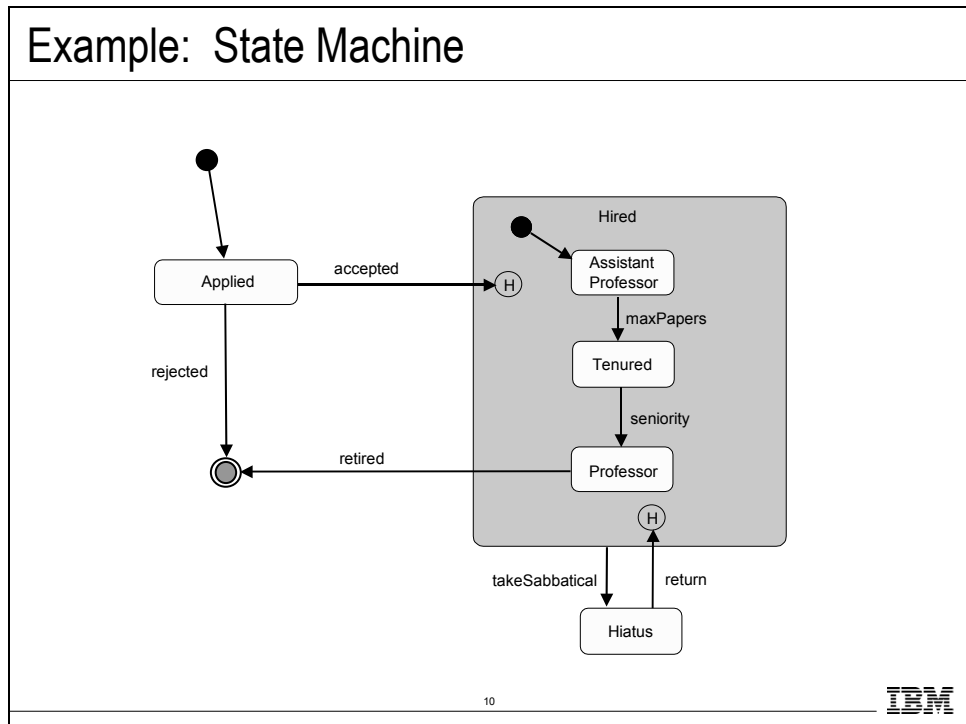 Example: State Machine
Hired
Assistant
Professor
Applied
accepted
H
maxPapers
Tenured
rejected
seniority
retired
Professor
H
takeSabbatical
return
Hiatus
10
IBM